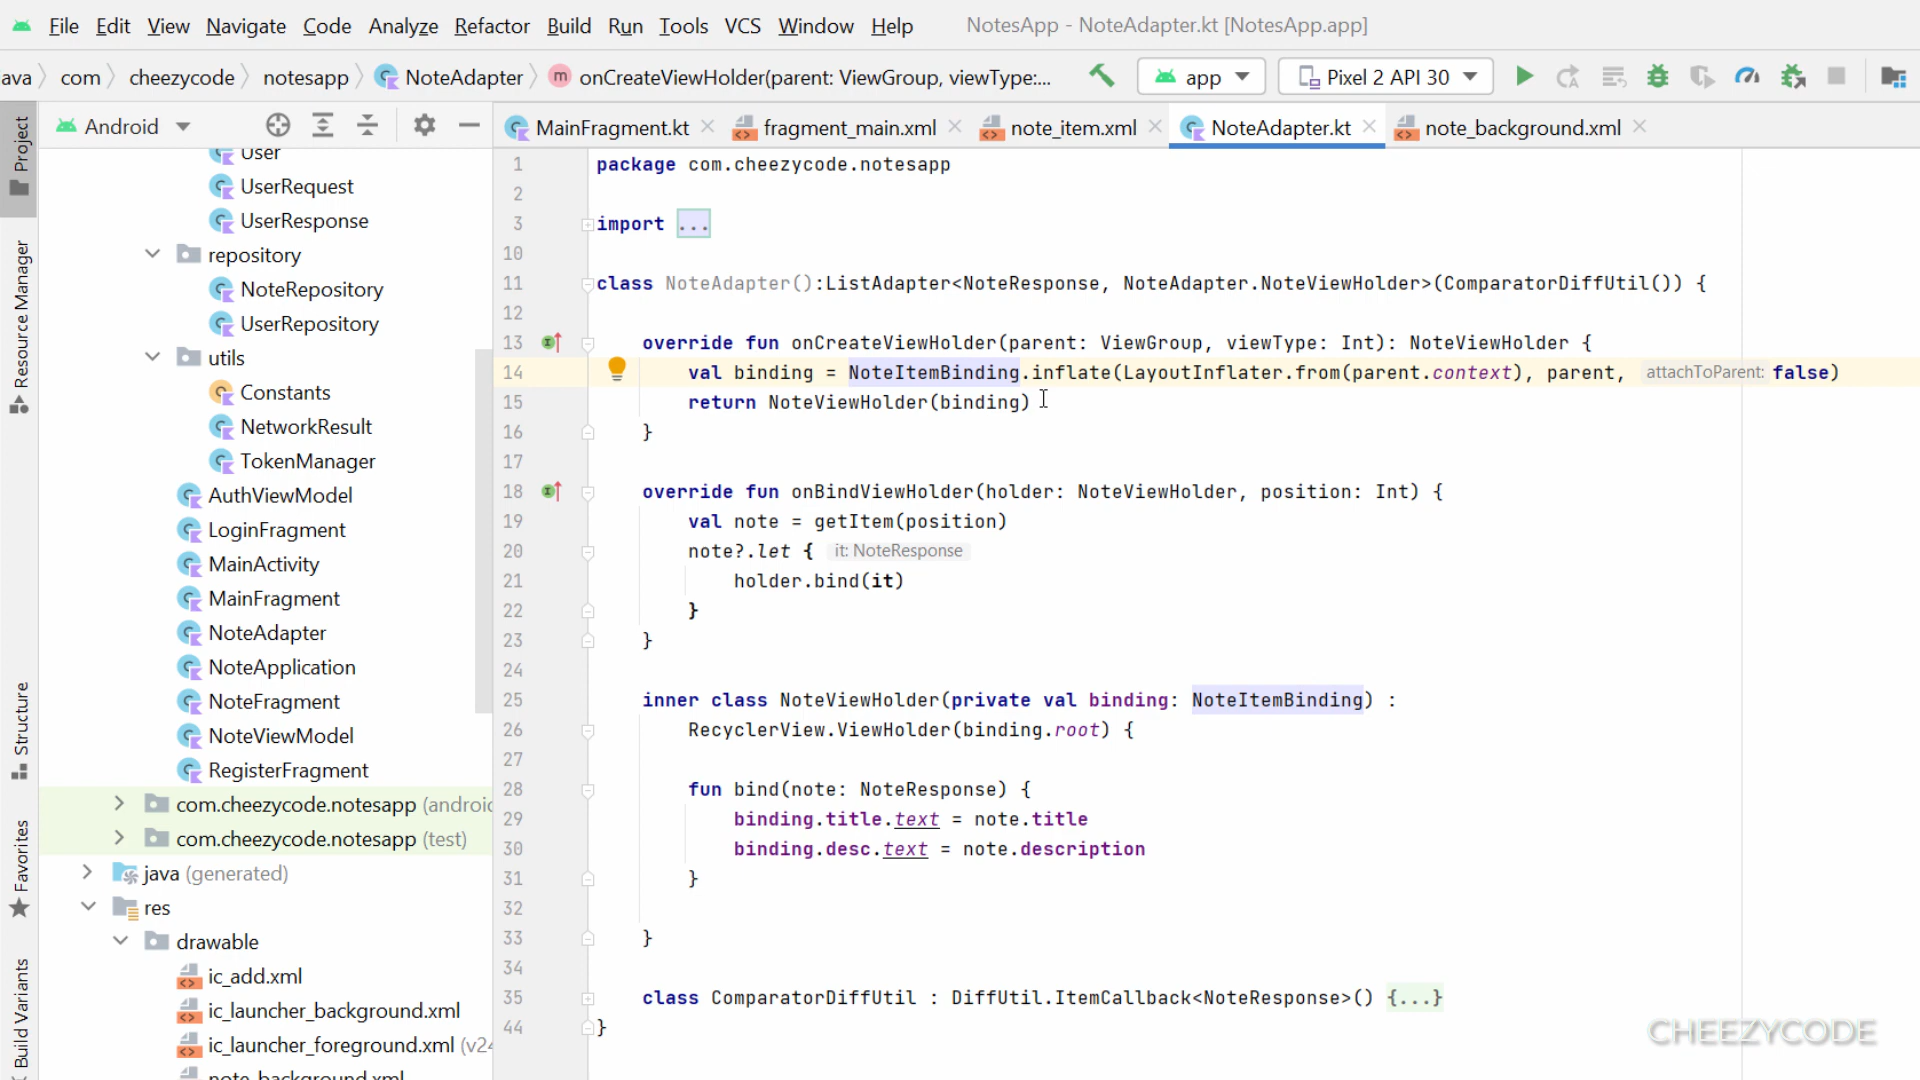 File Edit View Navigate Code Analyze Refactor Build Run Tools VCS Window Help NotesApp - NoteAdapter.kt [NotesApp.app]
ava com cheezycode notesapp NoteAdapter m onCreateViewHolder(parent: ViewGroup, viewType:... app Pixel 2 API 30
Project
Resource Manager
Structure
Favorites
Build Variants
Android
User
UserRequest
UserResponse
repository
NoteRepository
UserRepository
utils
Constants
NetworkResult
TokenManager
AuthViewModel
LoginFragment
MainActivity
MainFragment
NoteAdapter
NoteApplication
NoteFragment
NoteViewModel
RegisterFragment
com.cheezycode.notesapp (androic
com.cheezycode.notesapp (test)
java (generated)
res
drawable
ic_add.xml
ic_launcher_background.xml
ic_launcher_foreground.xml (v24
note_background.xml
MainFragment.kt fragment_main.xml note_item.xml NoteAdapter.kt note_background.xml
1 package com.cheezycode.notesapp
2
3 import ...
10
11 class NoteAdapter():ListAdapter<NoteResponse, NoteAdapter.NoteViewHolder>(ComparatorDiffUtil()) {
12
13 override fun onCreateViewHolder(parent: ViewGroup, viewType: Int): NoteViewHolder {
14 val binding = NoteItemBinding.inflate(LayoutInflater.from(parent.context), parent, attachToParent: false)
15 return NoteViewHolder(binding)
16 }
17
18 override fun onBindViewHolder(holder: NoteViewHolder, position: Int) {
19 val note = getItem(position)
20 note?.let { it: NoteResponse
21 holder.bind(it)
22 }
23 }
24
25 inner class NoteViewHolder(private val binding: NoteItemBinding) :
26 RecyclerView.ViewHolder(binding.root) {
27
28 fun bind(note: NoteResponse) {
29 binding.title.text = note.title
30 binding.desc.text = note.description
31 }
32
33 }
34
35 class ComparatorDiffUtil : DiffUtil.ItemCallback<NoteResponse>() {...}
44 }
CHEEZYCODE